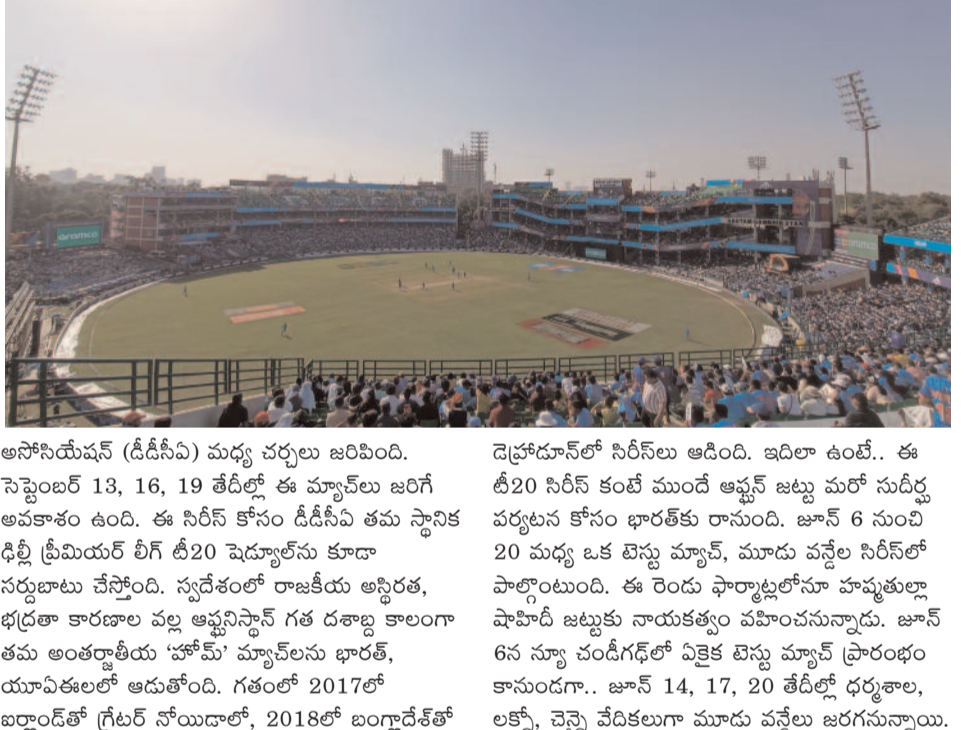 aramco
అసోసియేషన్ (డీడీసీఏ) మధ్య చర్చలు జరిపింది.
సెప్టెంబర్ 13, 16, 19 తేదీల్లో ఈ మ్యాచ్‌లు జరిగే
అవకాశం ఉంది. ఈ సిరీస్ కోసం డీడీసీఏ తమ స్థానిక
ఢిల్లీ ప్రీమియర్ లీగ్ టీ20 షెడ్యూల్‌ను కూడా
సర్దుబాటు చేస్తోంది. స్వదేశంలో రాజకీయ అస్థిరత,
భద్రతా కారణాల వల్ల ఆఫ్ఘనిస్థాన్ గత దశాబ్ద కాలంగా
తమ అంతర్జాతీయ ‘హోమ్’ మ్యాచ్‌లను భారత్,
యూఏఈలలో ఆడుతోంది. గతంలో 2017లో
ఐర్లాండ్‌తో గ్రేటర్ నోయిడాలో, 2018లో బంగ్లాదేశ్‌తో
డెహ్రాడూన్‌లో సిరీస్‌లు ఆడింది. ఇదిలా ఉంటే.. ఈ
టీ20 సిరీస్ కంటే ముందే ఆఫ్ఘన్ జట్టు మరో సుదీర్ఘ
పర్యటన కోసం భారత్‌కు రానుంది. జూన్ 6 నుంచి
20 మధ్య ఒక టెస్టు మ్యాచ్, మూడు వన్డేల సిరీస్‌లో
పాల్గొంటుంది. ఈ రెండు ఫార్మాట్లలోనూ హష్మతుల్లా
షాహిదీ జట్టుకు నాయకత్వం వహించనున్నాడు. జూన్
6న న్యూ చండీగఢ్‌లో ఏకైక టెస్టు మ్యాచ్ ప్రారంభం
కానుండగా.. జూన్ 14, 17, 20 తేదీల్లో ధర్మశాల,
లక్నో, చెన్నై వేదికలుగా మూడు వన్డేలు జరగనున్నాయి.